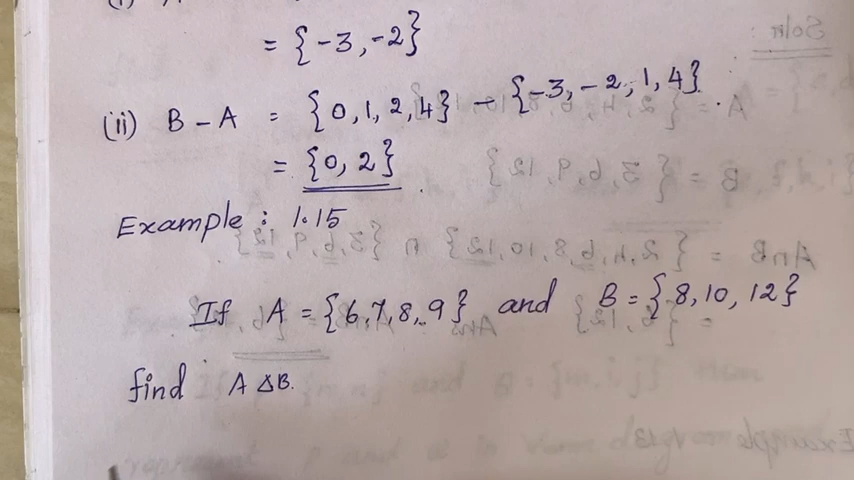 = {-3, -2}
(ii) B - A = {0, 1, 2, 4} - {-3, -2, 1, 4}.
= {0, 2}.
Example : 1.15
If A = {6, 7, 8, 9} and B = {8, 10, 12}
find A ΔB.